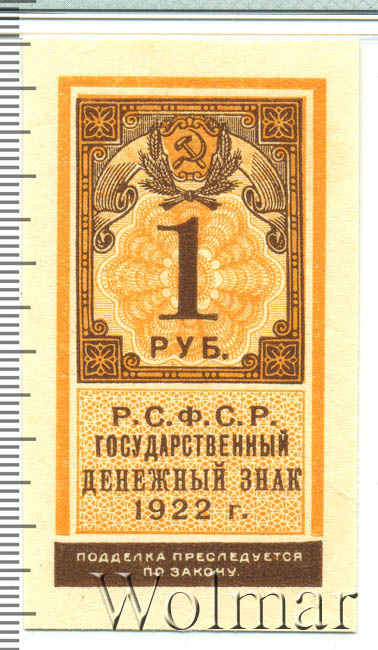 1
РУБ.
Р.С.Ф.С.Р.
ГОСУДАРСТВЕННЫЙ
ДЕНЕЖНЫЙ ЗНАК
1922 г.
ПОДДЕЛКА ПРЕСЛЕДУЕТСЯ
ПО ЗАКОНУ.
Wolmar